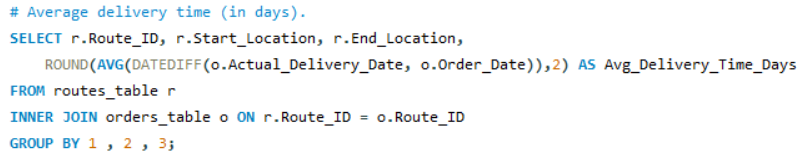 # Average delivery time (in days).
SELECT r.Route_ID, r.Start_Location, r.End_Location,
    ROUND(AVG(DATEDIFF(o.Actual_Delivery_Date, o.Order_Date)),2) AS Avg_Delivery_Time_Days
FROM routes_table r
INNER JOIN orders_table o ON r.Route_ID = o.Route_ID
GROUP BY 1 , 2 , 3;